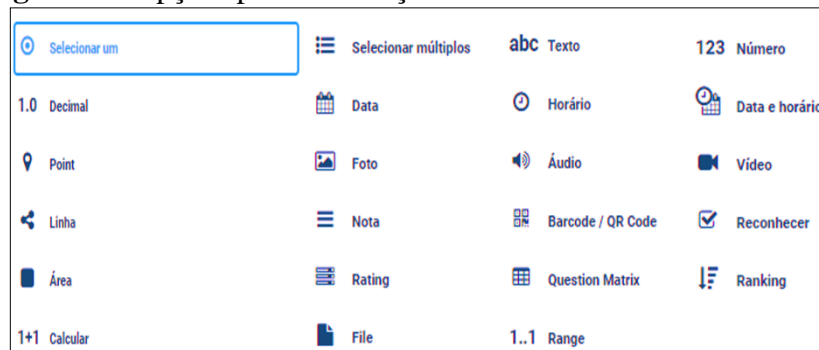 Selecionar um Selecionar múltiplos abc Texto 123 Número
1.0 Decimal Data Horário Data e horário
Point Foto Áudio Vídeo
Linha Nota Barcode / QR Code Reconhecer
Área Rating Question Matrix Ranking
1+1 Calcular File 1..1 Range